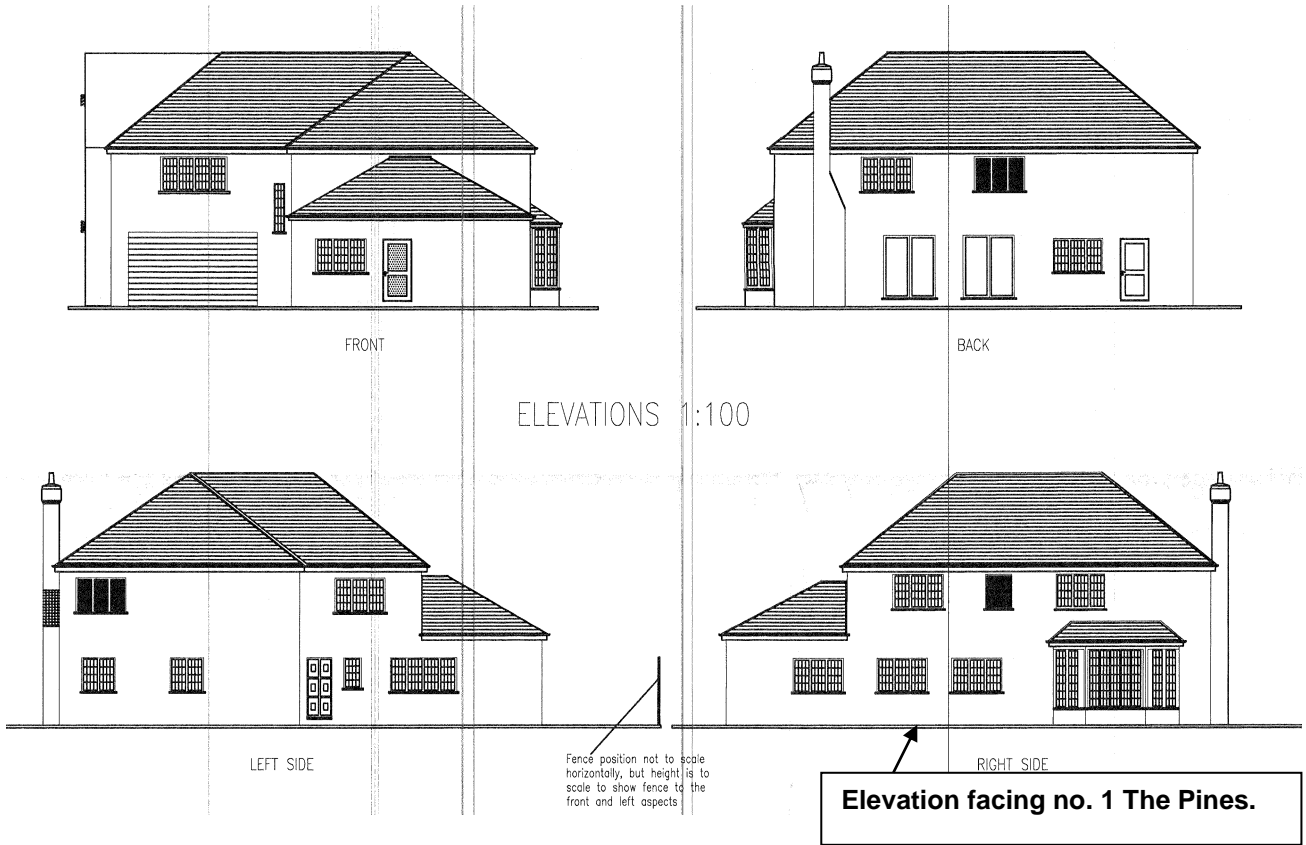 FRONT
BACK
ELEVATIONS 1:100
LEFT SIDE
Fence position not to scale
horizontally, but height is to
scale to show fence to the
front and left aspects
RIGHT SIDE
Elevation facing no. 1 The Pines.